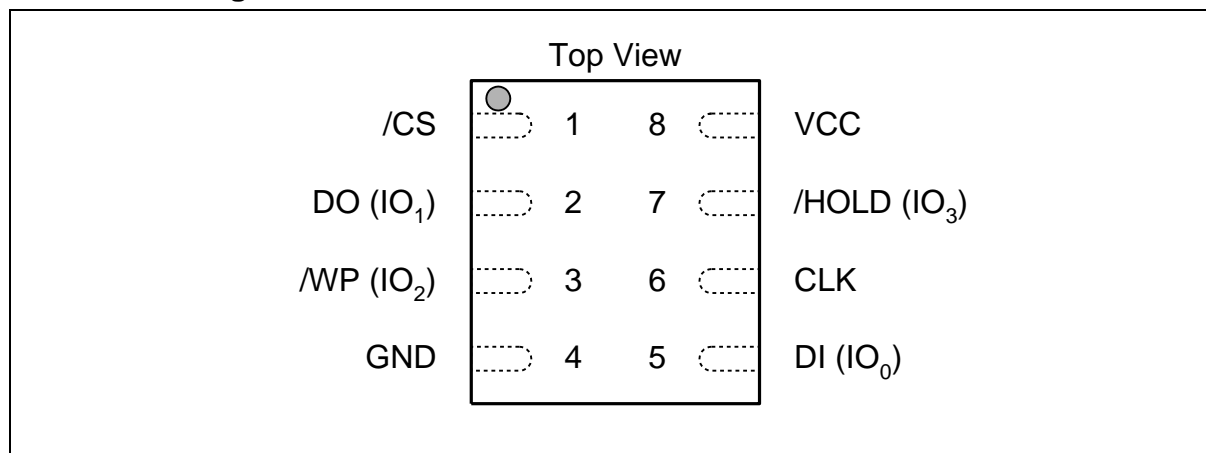 Top View
/CS 1 8 VCC
DO (IO₁) 2 7 /HOLD (IO₃)
/WP (IO₂) 3 6 CLK
GND 4 5 DI (IO₀)